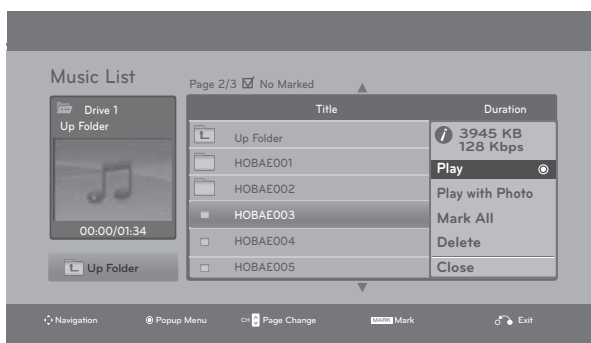 Music List
Page 2/3 No Marked
Drive 1
Up Folder
00:00/01:34
Up Folder
Title
Duration
Up Folder
HOBAE001
HOBAE002
HOBAE003
HOBAE004
HOBAE005
3945 KB
128 Kbps
Play
Play with Photo
Mark All
Delete
Close
Navigation
Popup Menu
CH Page Change
MARK Mark
Exit